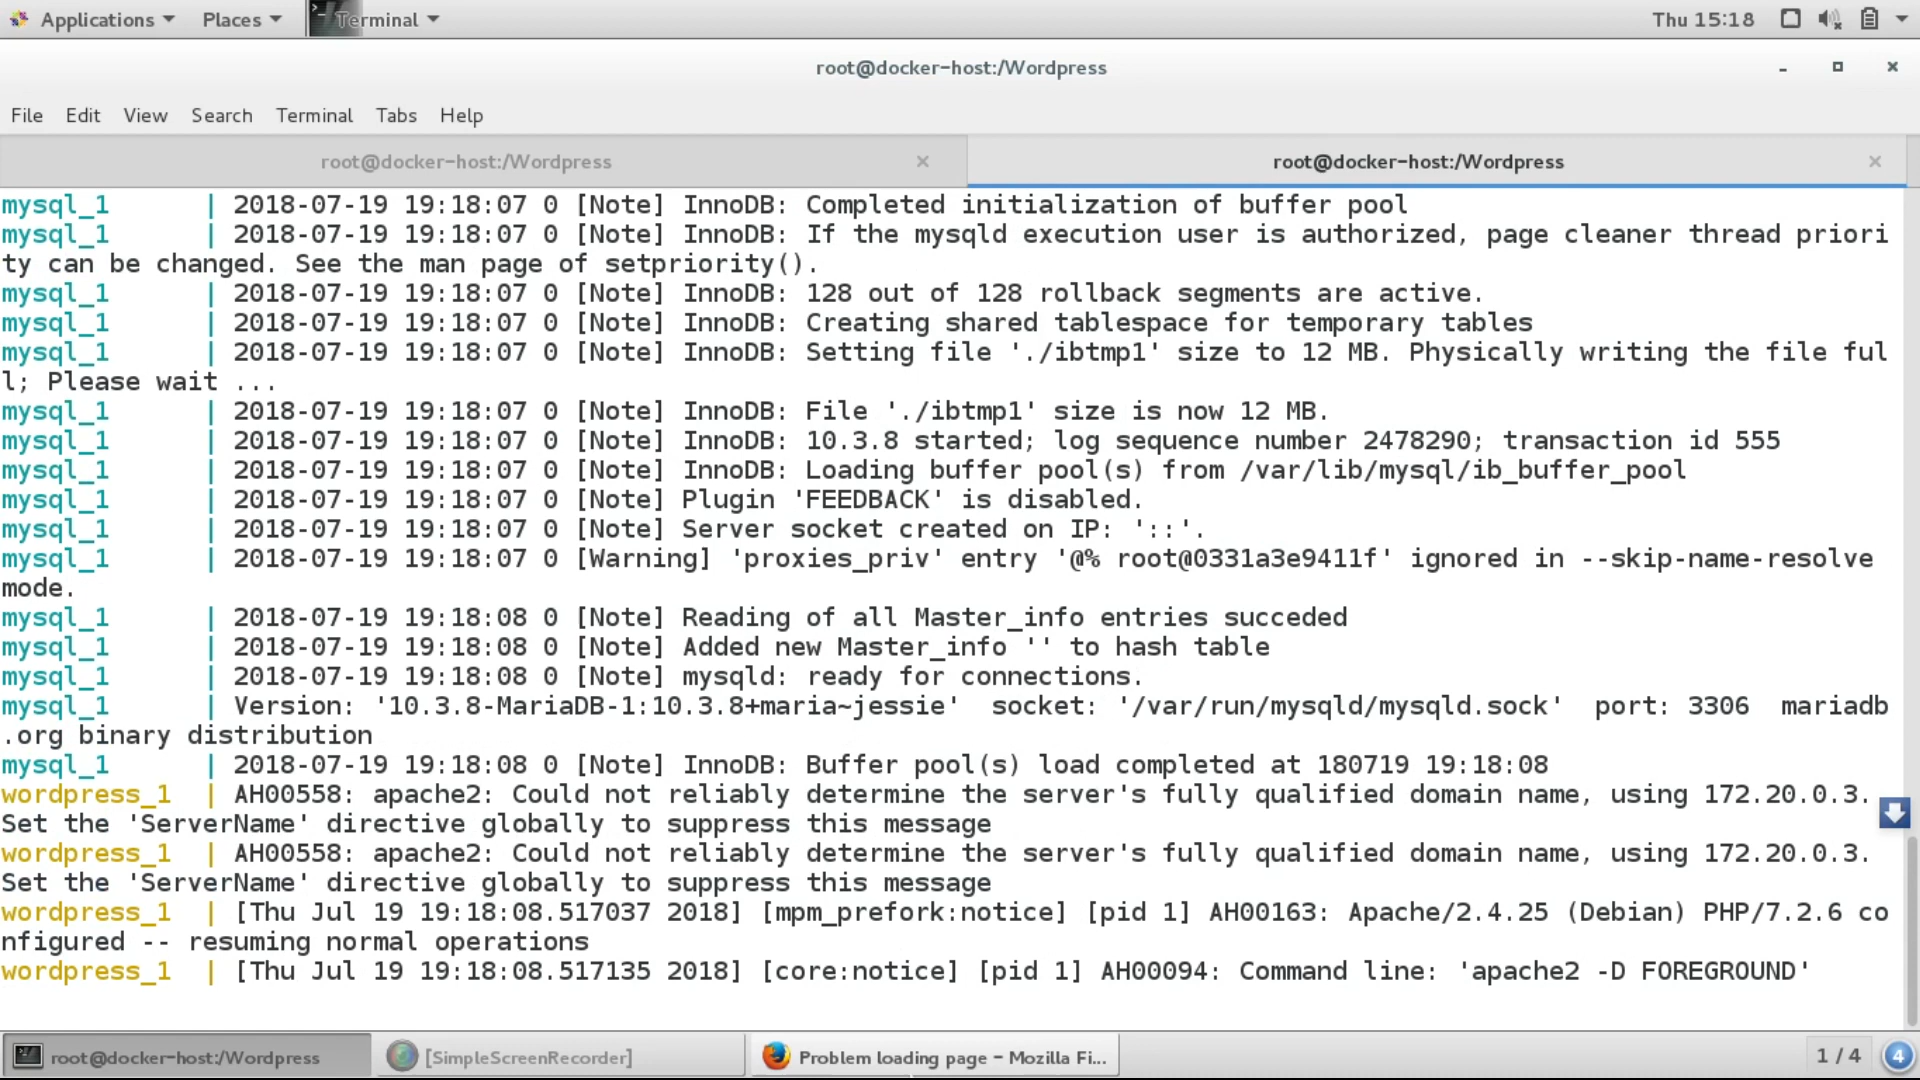 Applications Places Terminal Thu 15:18
root@docker-host:/Wordpress
File Edit View Search Terminal Tabs Help
root@docker-host:/Wordpress × root@docker-host:/Wordpress ×
mysql_1 | 2018-07-19 19:18:07 0 [Note] InnoDB: Completed initialization of buffer pool
mysql_1 | 2018-07-19 19:18:07 0 [Note] InnoDB: If the mysqld execution user is authorized, page cleaner thread priori
ty can be changed. See the man page of setpriority().
mysql_1 | 2018-07-19 19:18:07 0 [Note] InnoDB: 128 out of 128 rollback segments are active.
mysql_1 | 2018-07-19 19:18:07 0 [Note] InnoDB: Creating shared tablespace for temporary tables
mysql_1 | 2018-07-19 19:18:07 0 [Note] InnoDB: Setting file './ibtmp1' size to 12 MB. Physically writing the file ful
l; Please wait ...
mysql_1 | 2018-07-19 19:18:07 0 [Note] InnoDB: File './ibtmp1' size is now 12 MB.
mysql_1 | 2018-07-19 19:18:07 0 [Note] InnoDB: 10.3.8 started; log sequence number 2478290; transaction id 555
mysql_1 | 2018-07-19 19:18:07 0 [Note] InnoDB: Loading buffer pool(s) from /var/lib/mysql/ib_buffer_pool
mysql_1 | 2018-07-19 19:18:07 0 [Note] Plugin 'FEEDBACK' is disabled.
mysql_1 | 2018-07-19 19:18:07 0 [Note] Server socket created on IP: '::'.
mysql_1 | 2018-07-19 19:18:07 0 [Warning] 'proxies_priv' entry '@% root@0331a3e9411f' ignored in --skip-name-resolve
mode.
mysql_1 | 2018-07-19 19:18:08 0 [Note] Reading of all Master_info entries succeded
mysql_1 | 2018-07-19 19:18:08 0 [Note] Added new Master_info '' to hash table
mysql_1 | 2018-07-19 19:18:08 0 [Note] mysqld: ready for connections.
mysql_1 | Version: '10.3.8-MariaDB-1:10.3.8+maria~jessie' socket: '/var/run/mysqld/mysqld.sock' port: 3306 mariadb
.org binary distribution
mysql_1 | 2018-07-19 19:18:08 0 [Note] InnoDB: Buffer pool(s) load completed at 180719 19:18:08
wordpress_1 | AH00558: apache2: Could not reliably determine the server's fully qualified domain name, using 172.20.0.3.
Set the 'ServerName' directive globally to suppress this message
wordpress_1 | AH00558: apache2: Could not reliably determine the server's fully qualified domain name, using 172.20.0.3.
Set the 'ServerName' directive globally to suppress this message
wordpress_1 | [Thu Jul 19 19:18:08.517037 2018] [mpm_prefork:notice] [pid 1] AH00163: Apache/2.4.25 (Debian) PHP/7.2.6 co
nfigured -- resuming normal operations
wordpress_1 | [Thu Jul 19 19:18:08.517135 2018] [core:notice] [pid 1] AH00094: Command line: 'apache2 -D FOREGROUND'
root@docker-host:/Wordpress [SimpleScreenRecorder] Problem loading page - Mozilla Fi... 1 / 4 4